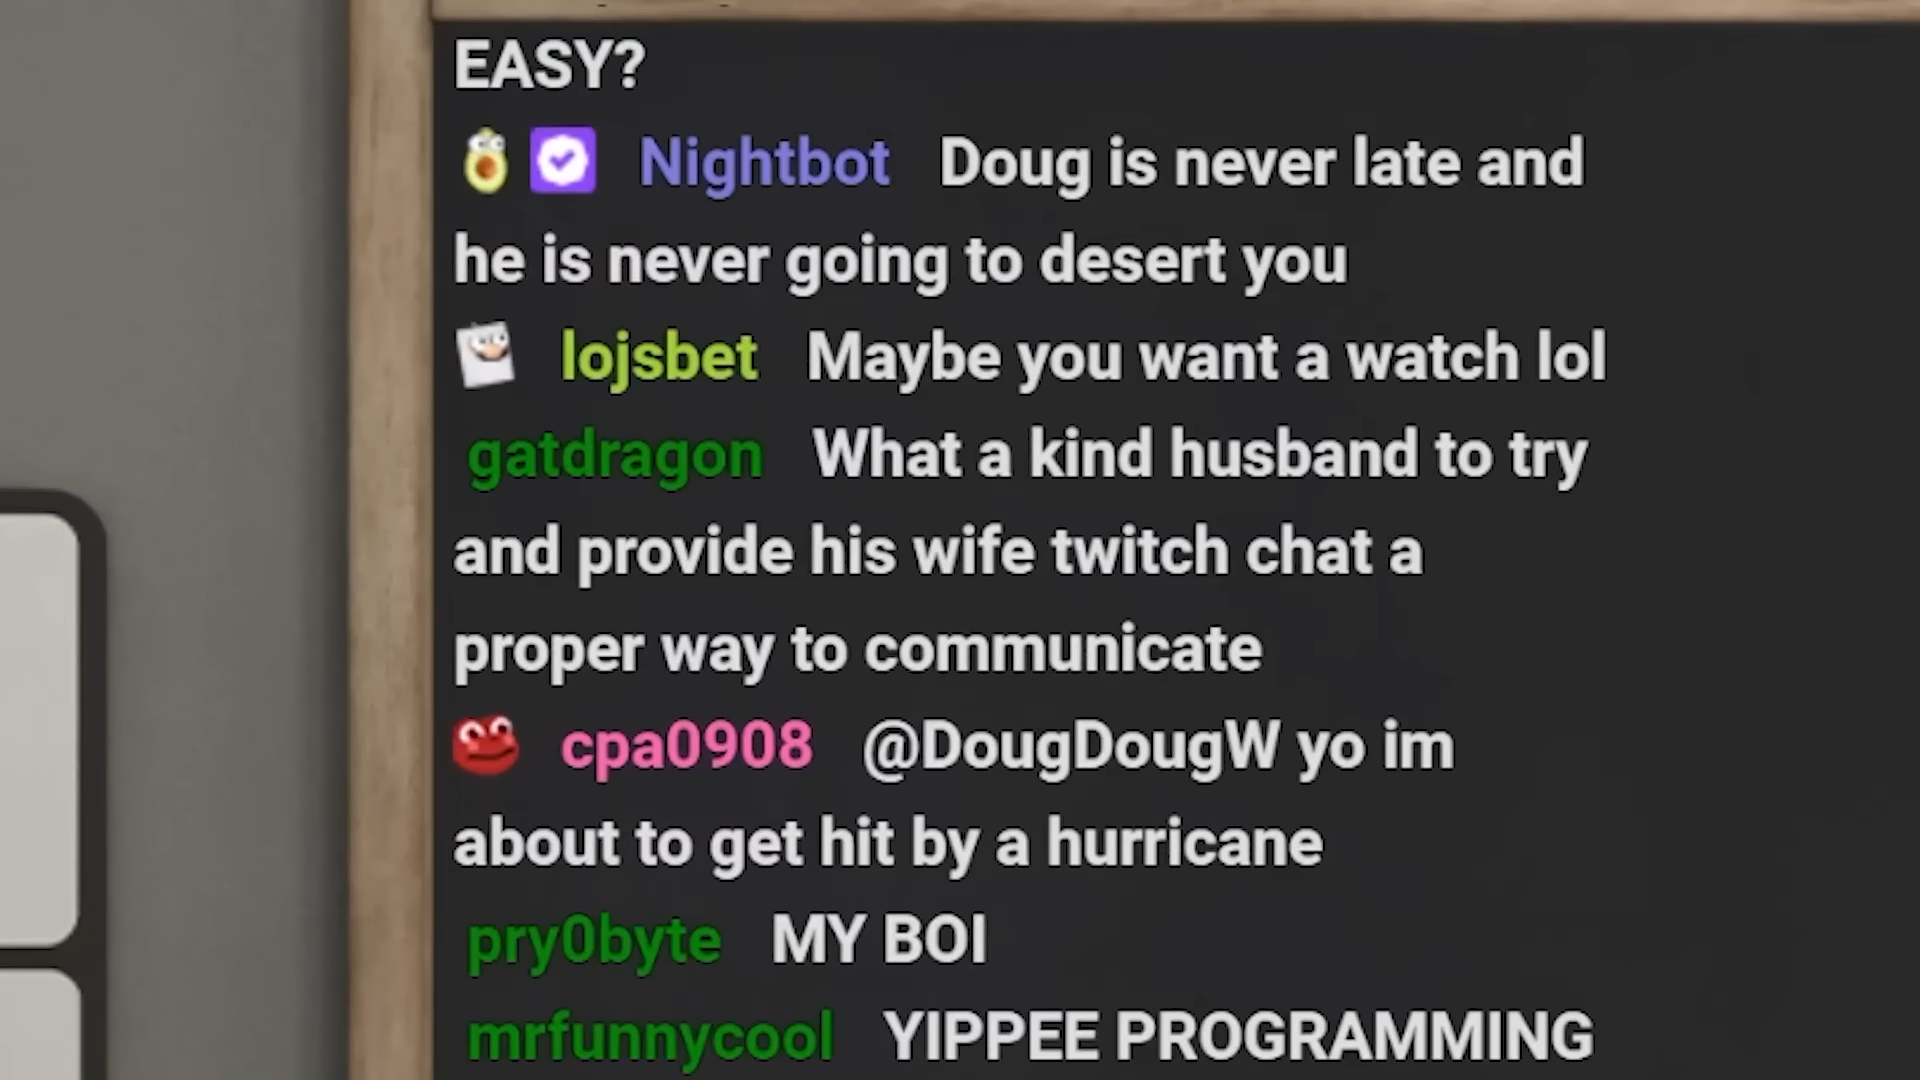 EASY?
Nightbot Doug is never late and
he is never going to desert you
lojsbet Maybe you want a watch lol
gatdragon What a kind husband to try
and provide his wife twitch chat a
proper way to communicate
cpa0908 @DougDougW yo im
about to get hit by a hurricane
pry0byte MY BOI
mrfunnycool YIPPEE PROGRAMMING